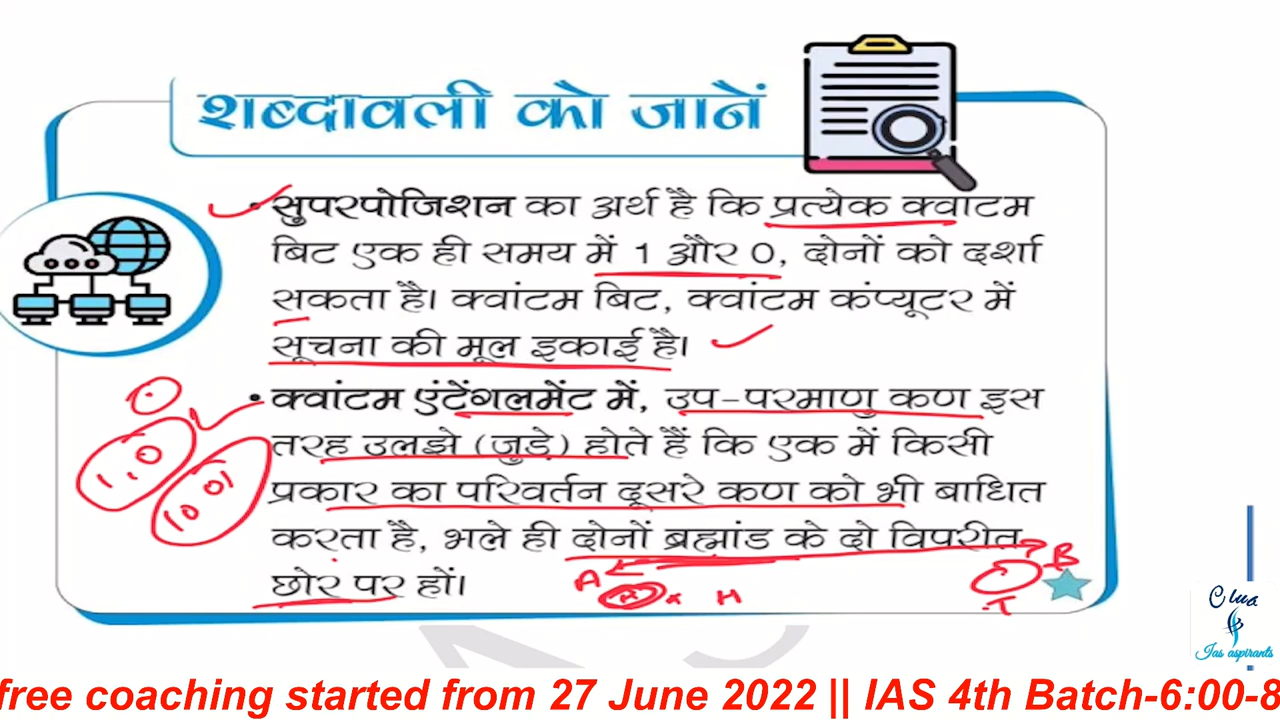 शब्दावली को जानें
• सुपरपोजिशन का अर्थ है कि प्रत्येक क्वांटम
बिट एक ही समय में 1 और 0, दोनों को दर्शा
सकता है। क्वांटम बिट, क्वांटम कंप्यूटर में
सूचना की मूल इकाई है।
• क्वांटम एंटेंगलमेंट में, उप-परमाणु कण इस
तरह उलझे (जुड़े) होते हैं कि एक में किसी
प्रकार का परिवर्तन दूसरे कण को भी बाधित
करता है, भले ही दोनों ब्रह्मांड के दो विपरीत
छोर पर हों।
A
B
Jas aspirants
free coaching started from 27 June 2022 || IAS 4th Batch-6:00-8